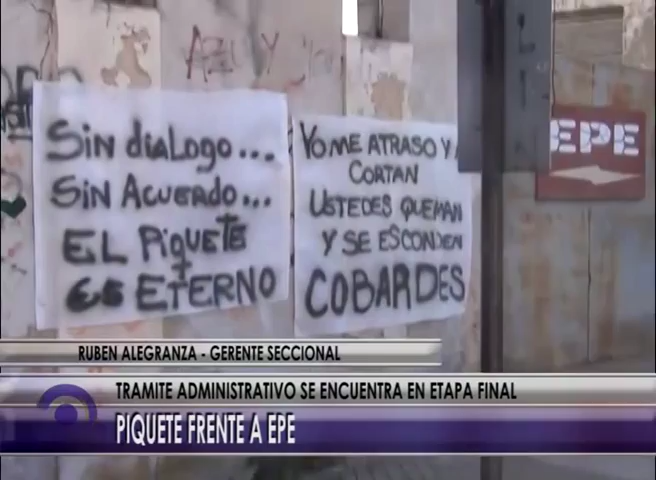 Sin diaLogo...
Sin Acuerdo...
EL PiQUETE
ES ETERNO
YO ME ATRASO Y
CORTAN
USTEDES QUEMAN
Y SE ESCONDEN
COBARDES
EPE
RUBEN ALEGRANZA - GERENTE SECCIONAL
TRAMITE ADMINISTRATIVO SE ENCUENTRA EN ETAPA FINAL
PIQUETE FRENTE A EPE